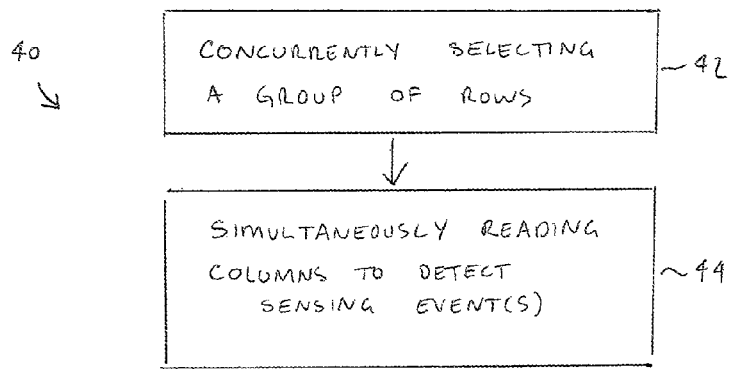 40
CONCURRENTLY SELECTING
A GROUP OF ROWS
42
SIMULTANEOUSLY READING
COLUMNS TO DETECT
SENSING EVENT(S)
44